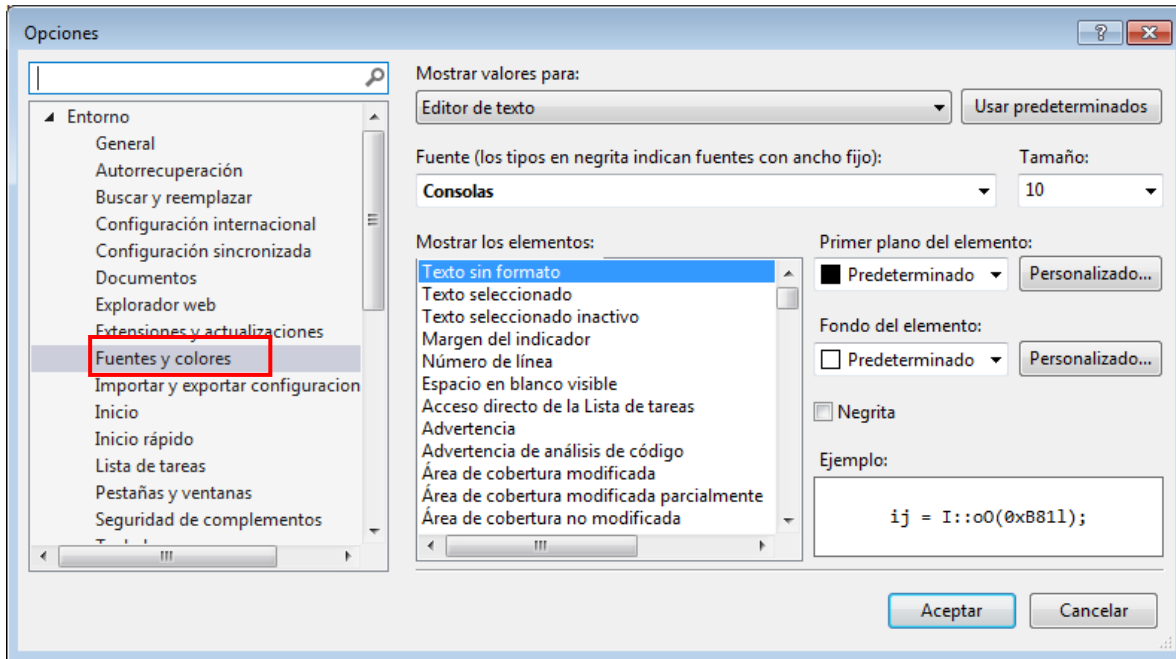 Opciones
Entorno
General
Autorrecuperación
Buscar y reemplazar
Configuración internacional
Configuración sincronizada
Documentos
Explorador web
Extensiones y actualizaciones
Fuentes y colores
Importar y exportar configuracion
Inicio
Inicio rápido
Lista de tareas
Pestañas y ventanas
Seguridad de complementos
Mostrar valores para:
Editor de texto
Usar predeterminados
Fuente (los tipos en negrita indican fuentes con ancho fijo):
Tamaño:
Consolas
10
Mostrar los elementos:
Texto sin formato
Texto seleccionado
Texto seleccionado inactivo
Margen del indicador
Número de línea
Espacio en blanco visible
Acceso directo de la Lista de tareas
Advertencia
Advertencia de análisis de código
Área de cobertura modificada
Área de cobertura modificada parcialmente
Área de cobertura no modificada
Primer plano del elemento:
Predeterminado
Personalizado...
Fondo del elemento:
Predeterminado
Personalizado...
Negrita
Ejemplo:
ij = I::oO(0xB81l);
Aceptar
Cancelar